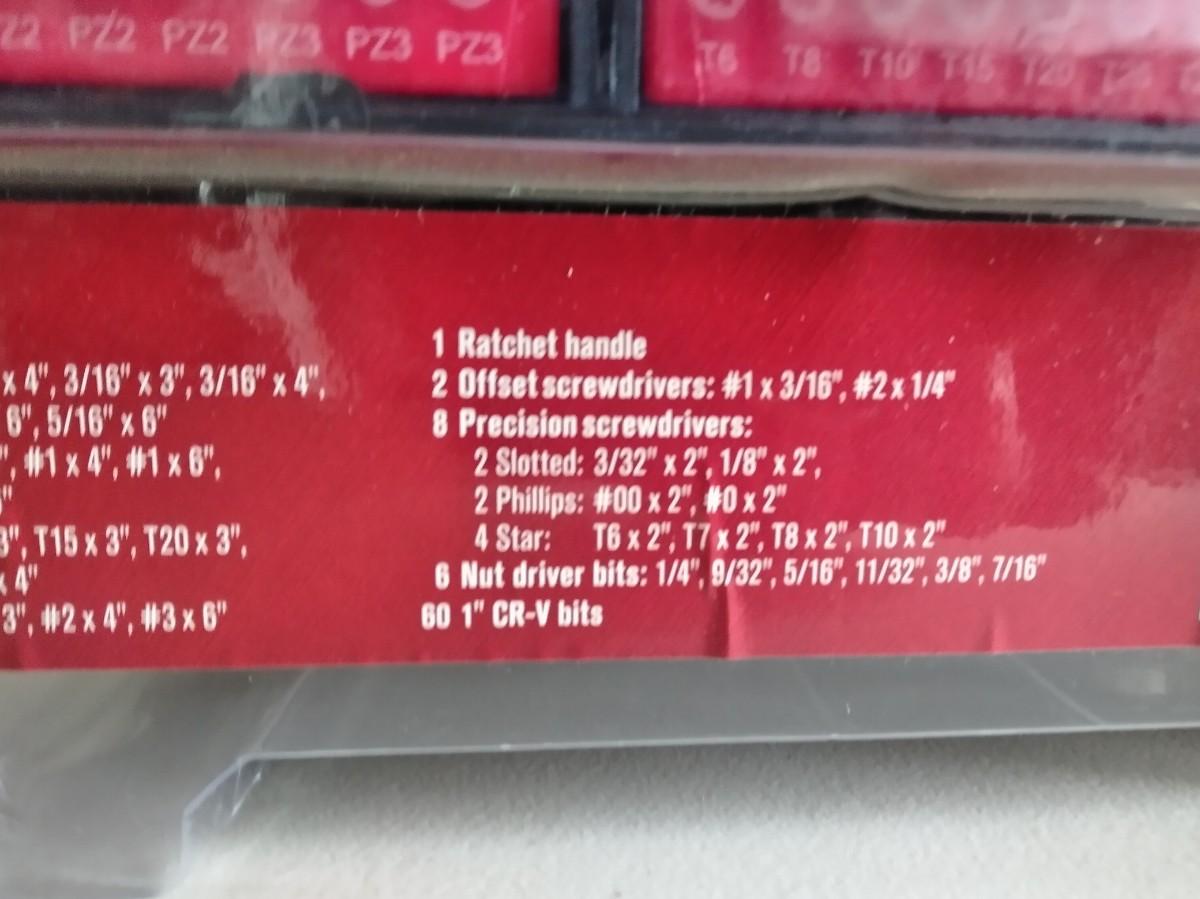 PZ2 PZ2 PZ3 PZ3 PZ3
T6 T8 T10 T15 T20 T25
x 4", 3/16" x 3", 3/16" x 4",
6", 5/16" x 6"
", #1 x 4", #1 x 6",
3", T15 x 3", T20 x 3",
x 4"
3", #2 x 4", #3 x 6"
1 Ratchet handle
2 Offset screwdrivers: #1 x 3/16", #2 x 1/4"
8 Precision screwdrivers:
2 Slotted: 3/32" x 2", 1/8" x 2",
2 Phillips: #00 x 2", #0 x 2"
4 Star: T6 x 2", T7 x 2", T8 x 2", T10 x 2"
6 Nut driver bits: 1/4", 9/32", 5/16", 11/32", 3/8", 7/16"
60 1" CR-V bits